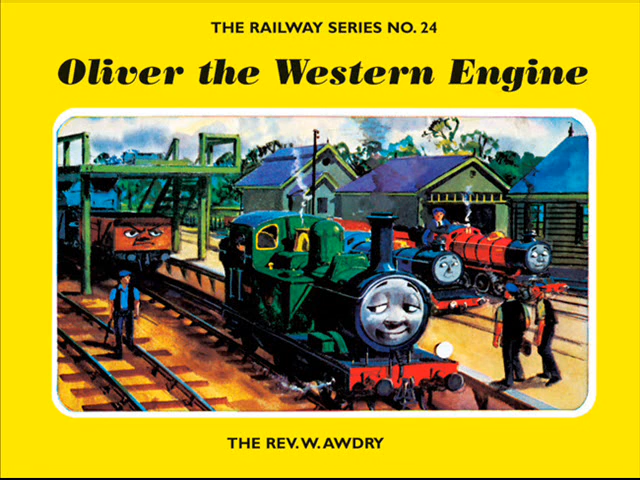 THE RAILWAY SERIES NO. 24
Oliver the Western Engine
THE REV. W. AWDRY